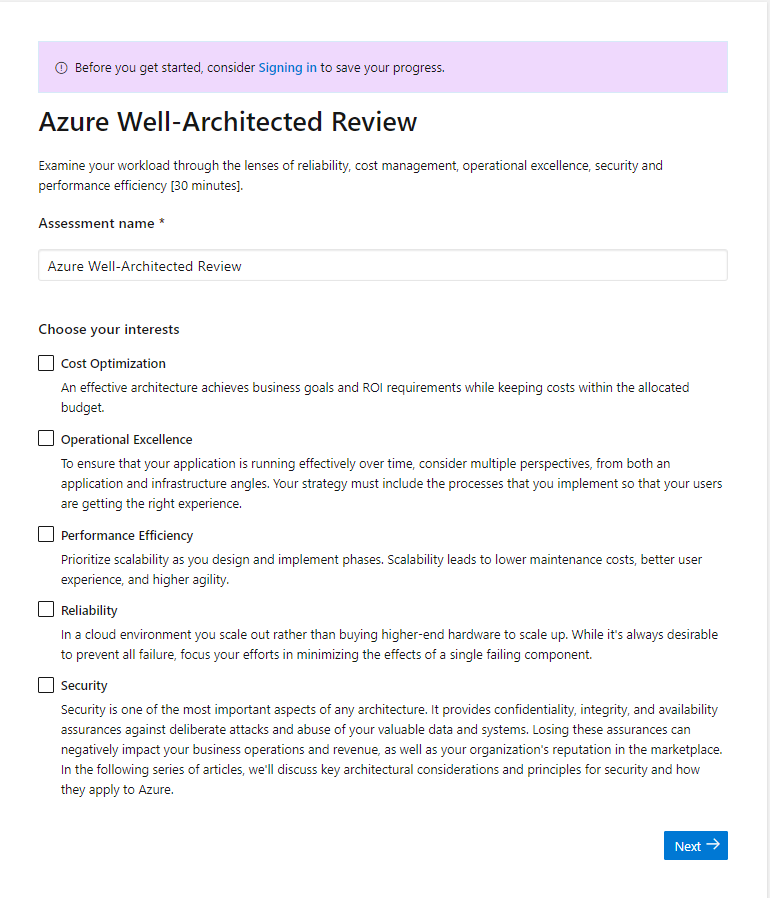 Before you get started, consider Signing in to save your progress.
Azure Well-Architected Review
Examine your workload through the lenses of reliability, cost management, operational excellence, security and
performance efficiency [30 minutes].
Assessment name *
Azure Well-Architected Review
Choose your interests
Cost Optimization
An effective architecture achieves business goals and ROI requirements while keeping costs within the allocated
budget.
Operational Excellence
To ensure that your application is running effectively over time, consider multiple perspectives, from both an
application and infrastructure angles. Your strategy must include the processes that you implement so that your users
are getting the right experience.
Performance Efficiency
Prioritize scalability as you design and implement phases. Scalability leads to lower maintenance costs, better user
experience, and higher agility.
Reliability
In a cloud environment you scale out rather than buying higher-end hardware to scale up. While it's always desirable
to prevent all failure, focus your efforts in minimizing the effects of a single failing component.
Security
Security is one of the most important aspects of any architecture. It provides confidentiality, integrity, and availability
assurances against deliberate attacks and abuse of your valuable data and systems. Losing these assurances can
negatively impact your business operations and revenue, as well as your organization's reputation in the marketplace.
In the following series of articles, we'll discuss key architectural considerations and principles for security and how
they apply to Azure.
Next →